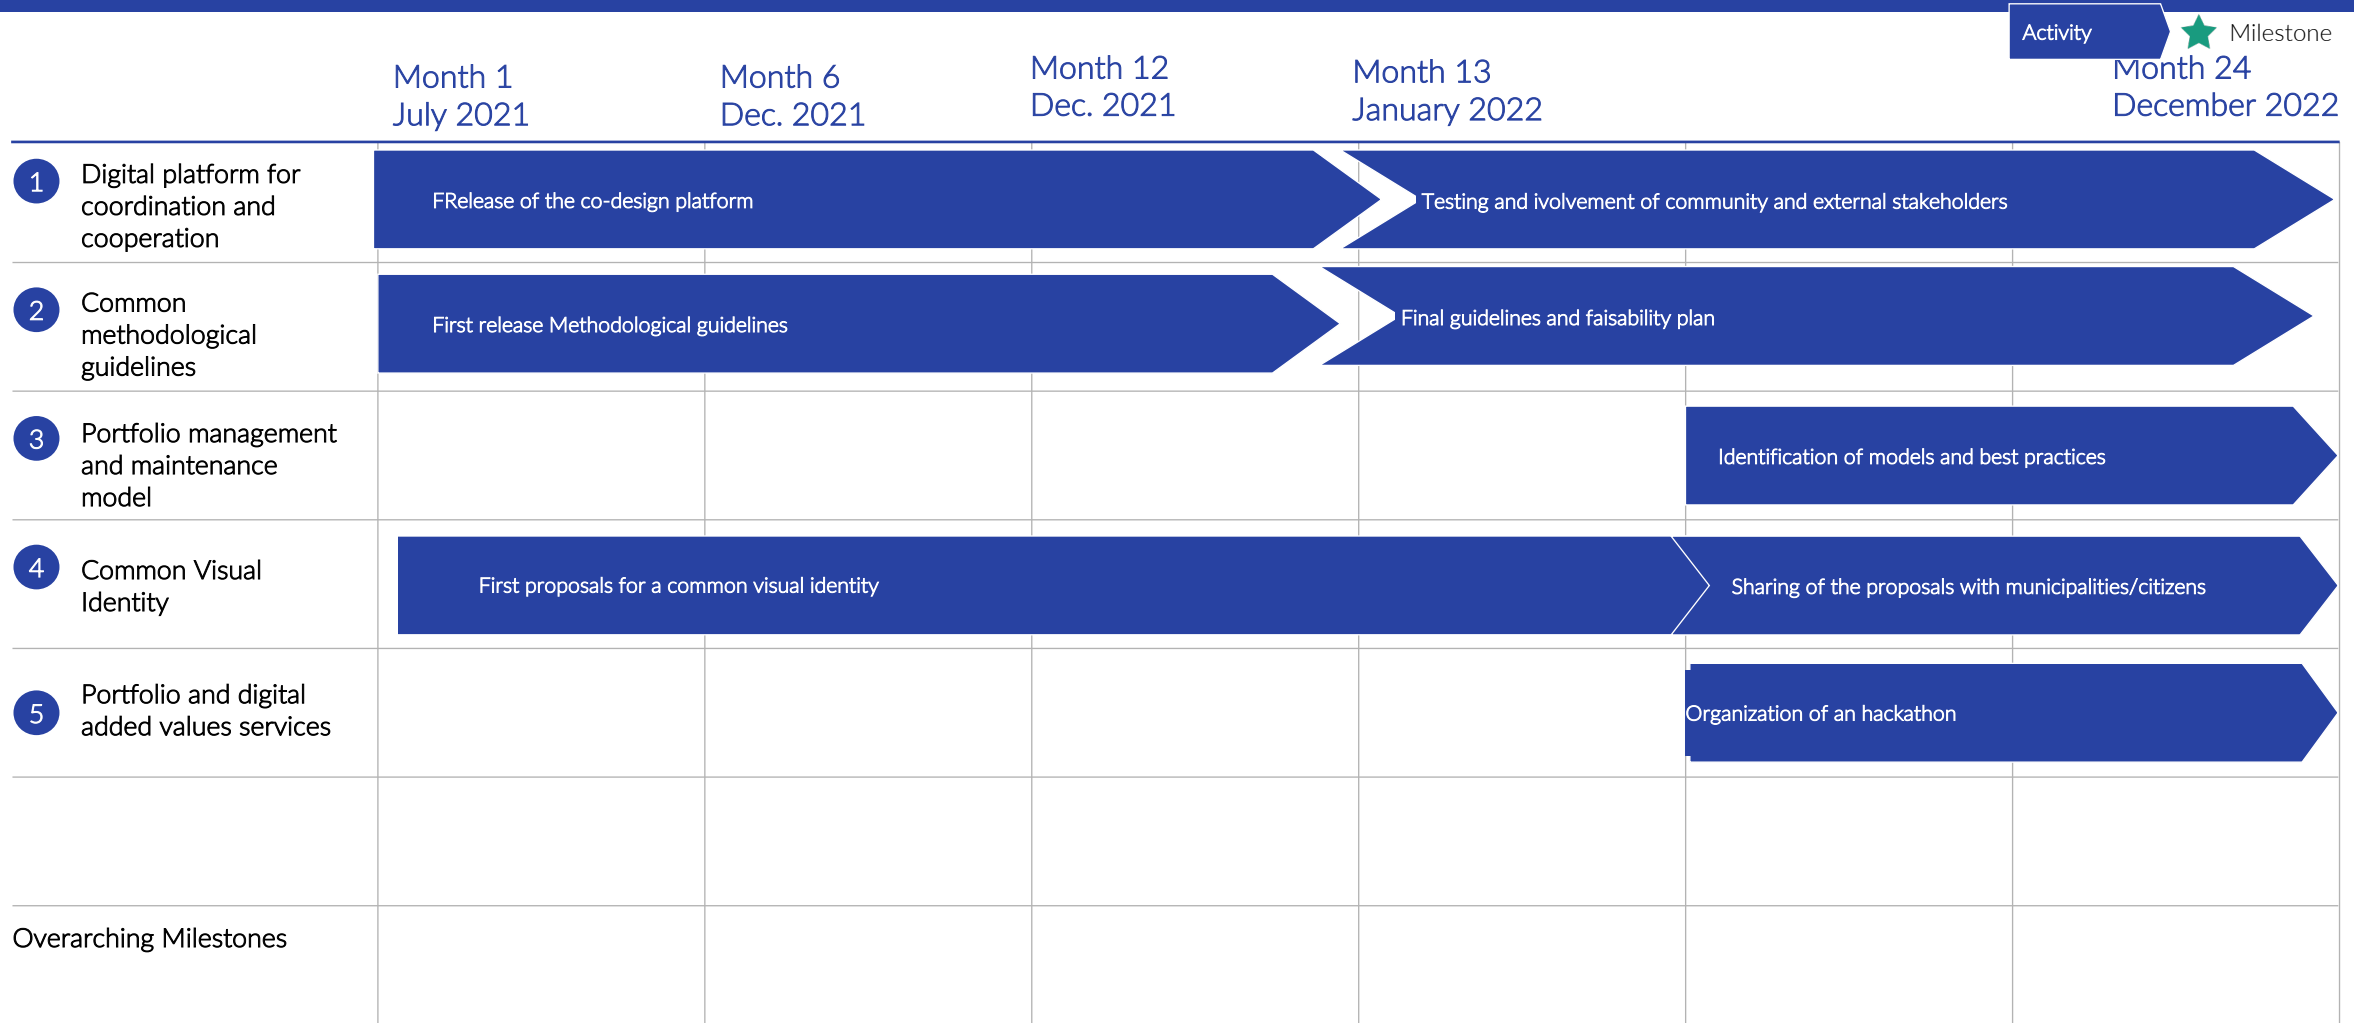 Activity
Milestone
Month 1
July 2021
Month 6
Dec. 2021
Month 12
Dec. 2021
Month 13
January 2022
Month 24
December 2022
1
Digital platform for
coordination and
cooperation
FRelease of the co-design platform
Testing and ivolvement of community and external stakeholders
2
Common
methodological
guidelines
First release Methodological guidelines
Final guidelines and faisability plan
3
Portfolio management
and maintenance
model
Identification of models and best practices
4
Common Visual
Identity
First proposals for a common visual identity
Sharing of the proposals with municipalities/citizens
5
Portfolio and digital
added values services
Organization of an hackathon
Overarching Milestones